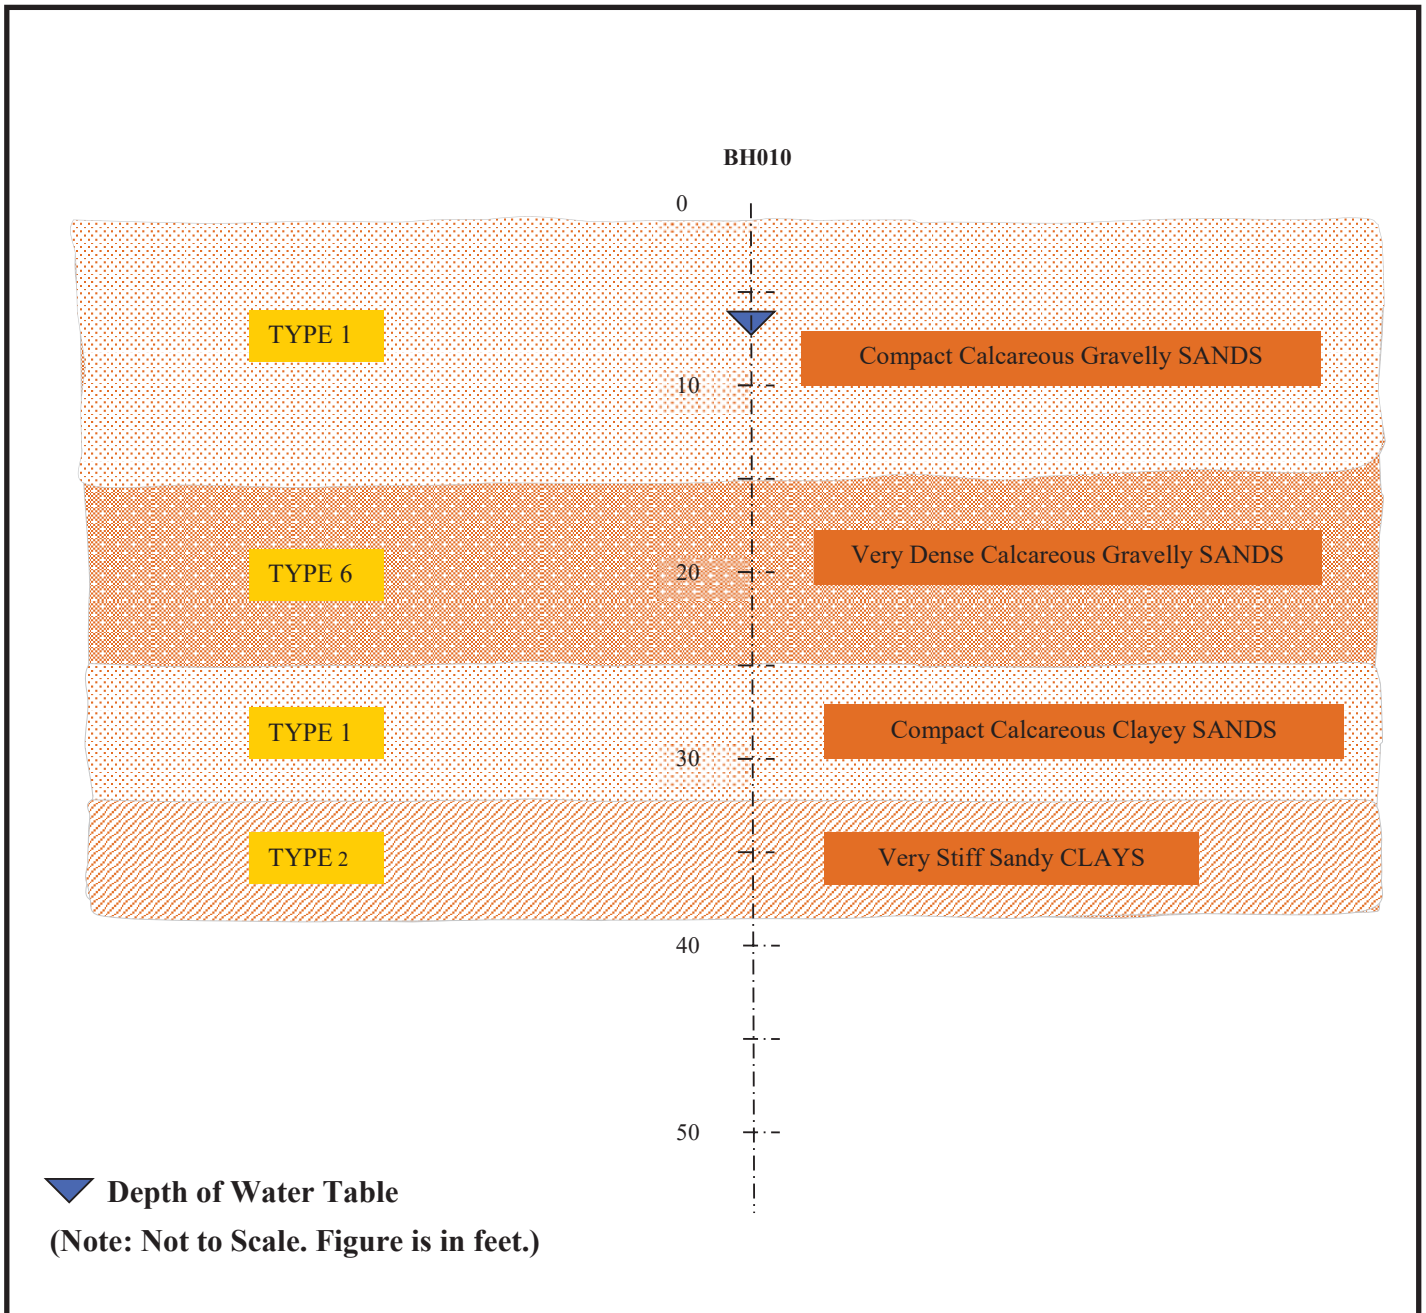 BH010
0
TYPE 1
Compact Calcareous Gravelly SANDS
10
Very Dense Calcareous Gravelly SANDS
TYPE 6
20
TYPE 1
Compact Calcareous Clayey SANDS
30
TYPE 2
Very Stiff Sandy CLAYS
40
50
Depth of Water Table
(Note: Not to Scale. Figure is in feet.)